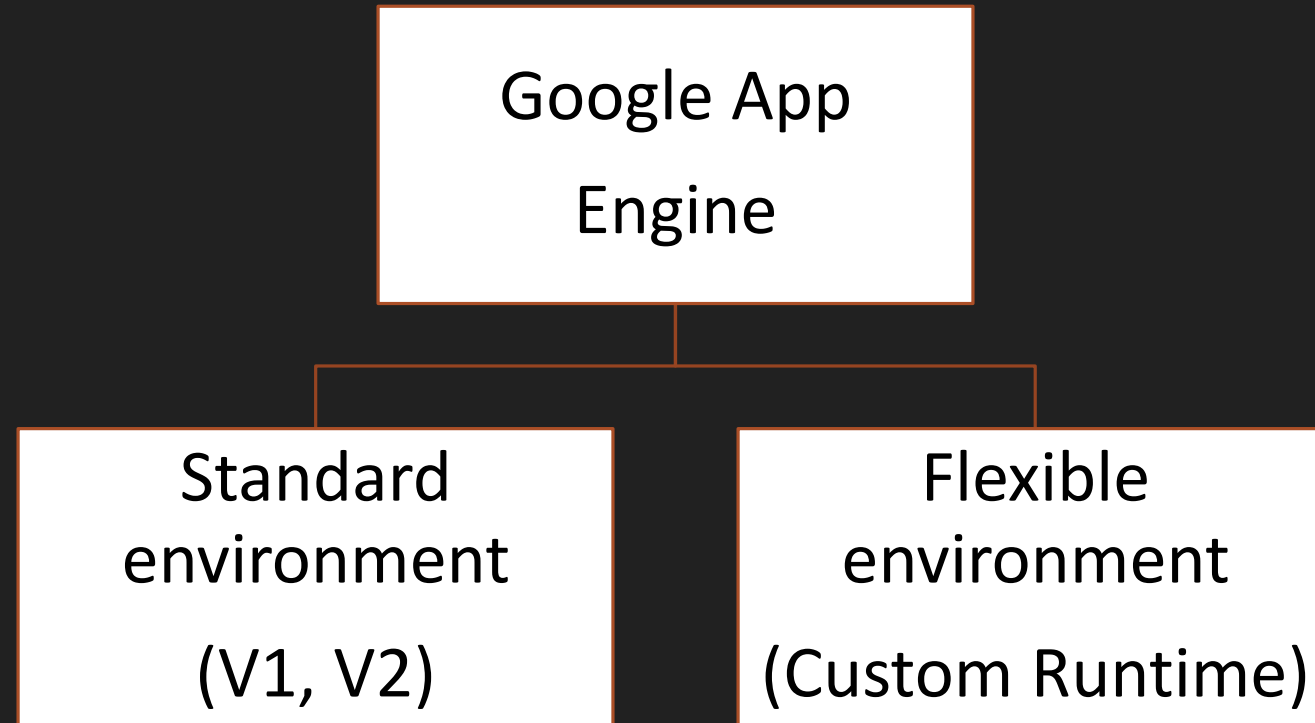 Google App
Engine
Standard
environment
(V1, V2)
Flexible
environment
(Custom Runtime)